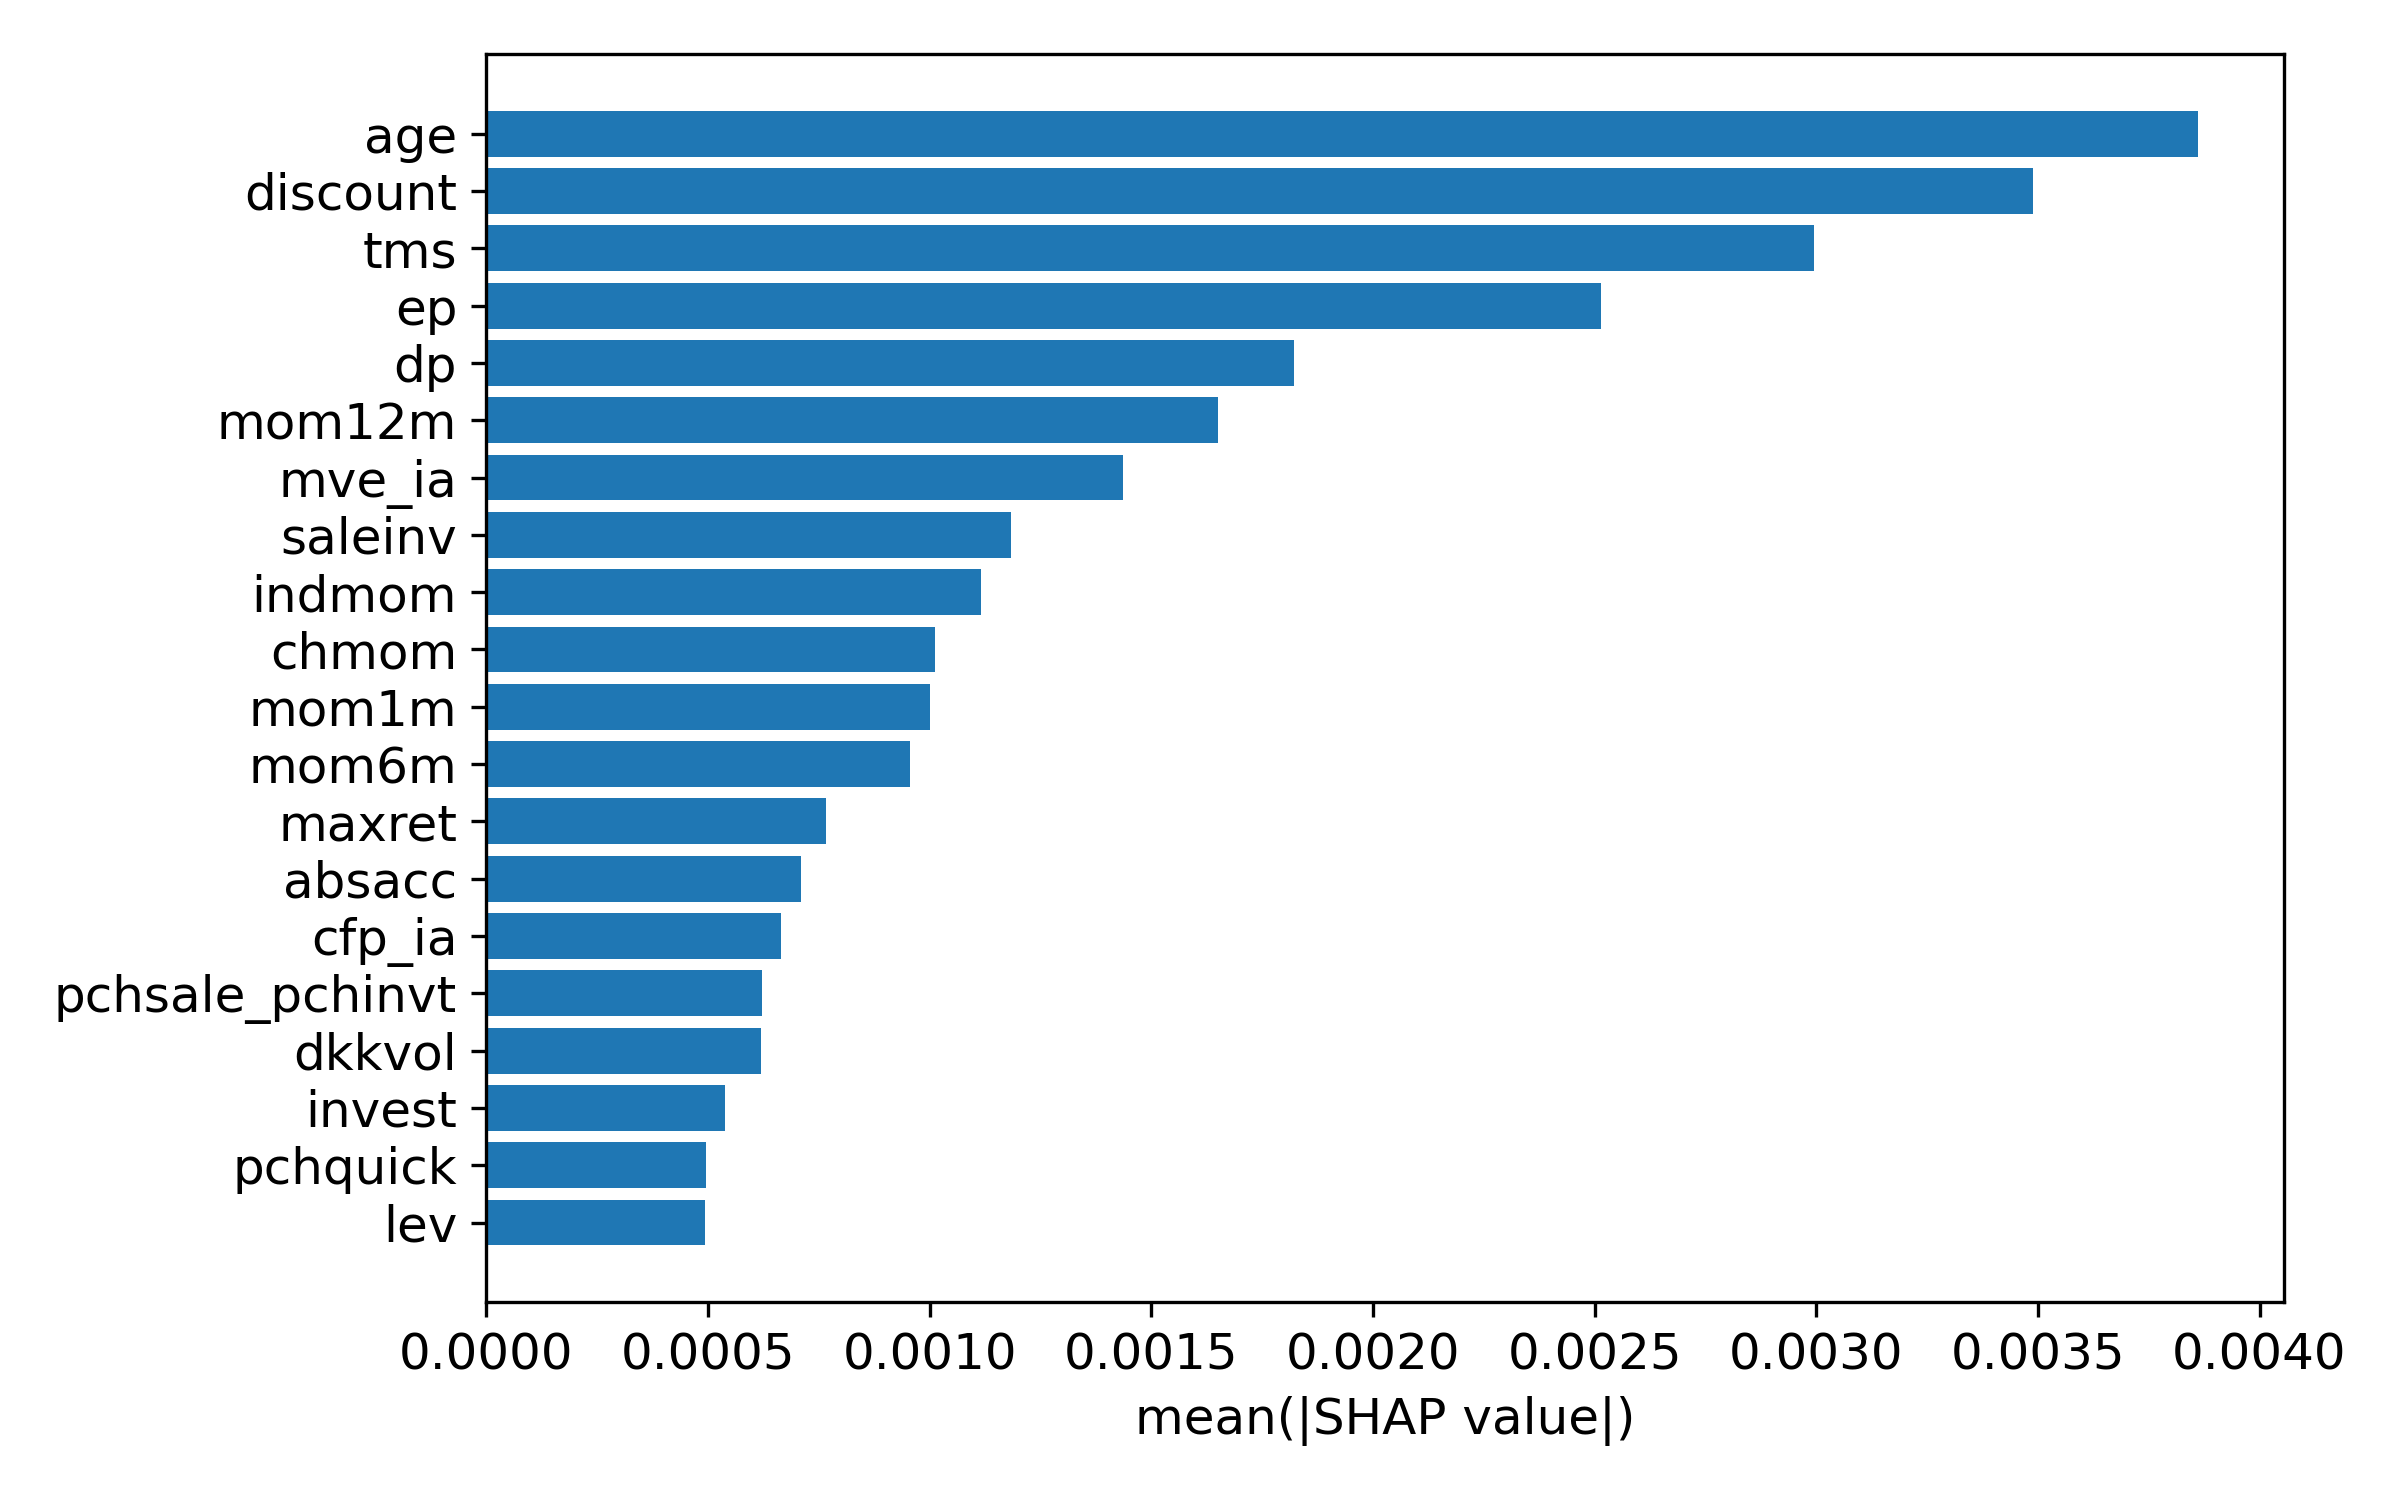 age
discount
tms
ep
dp
mom12m
mve_ia
saleinv
indmom
chmom
mom1m
mom6m
maxret
absacc
cfp_ia
pchsale_pchinvt
dkkvol
invest
pchquick
lev
0.0000 0.0005 0.0010 0.0015 0.0020 0.0025 0.0030 0.0035 0.0040
mean(|SHAP value|)